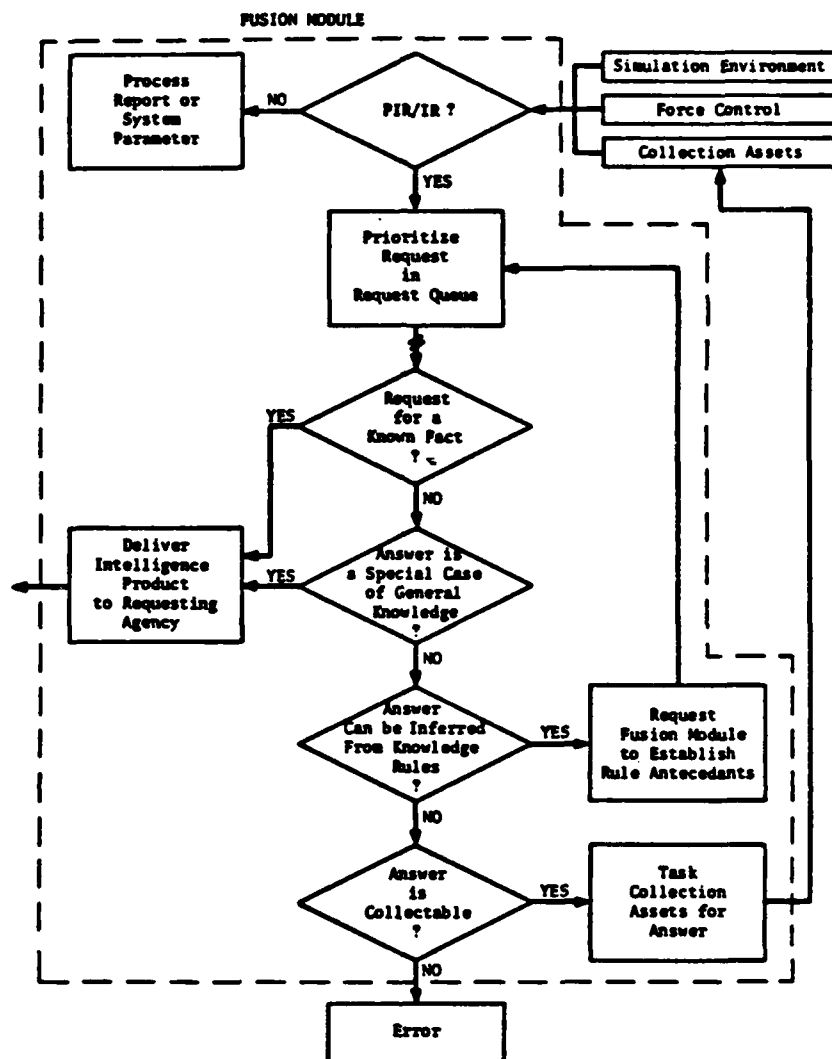 FUSION MODULE
Process
Report or
System
Parameter
NO
PIR/IR ?
Simulation Environment
Force Control
Collection Assets
YES
Prioritize
Request
in
Request Queue
Request
for a
Known Fact
?
YES
NO
Deliver
Intelligence
Product
to Requesting
Agency
YES
Answer is
a Special Case
of General
Knowledge
?
NO
Answer
Can be Inferred
From Knowledge
Rules
?
YES
Request
Fusion Module
to Establish
Rule Antecedants
NO
Answer
is
Collectable
?
YES
Task
Collection
Assets for
Answer
NO
Error